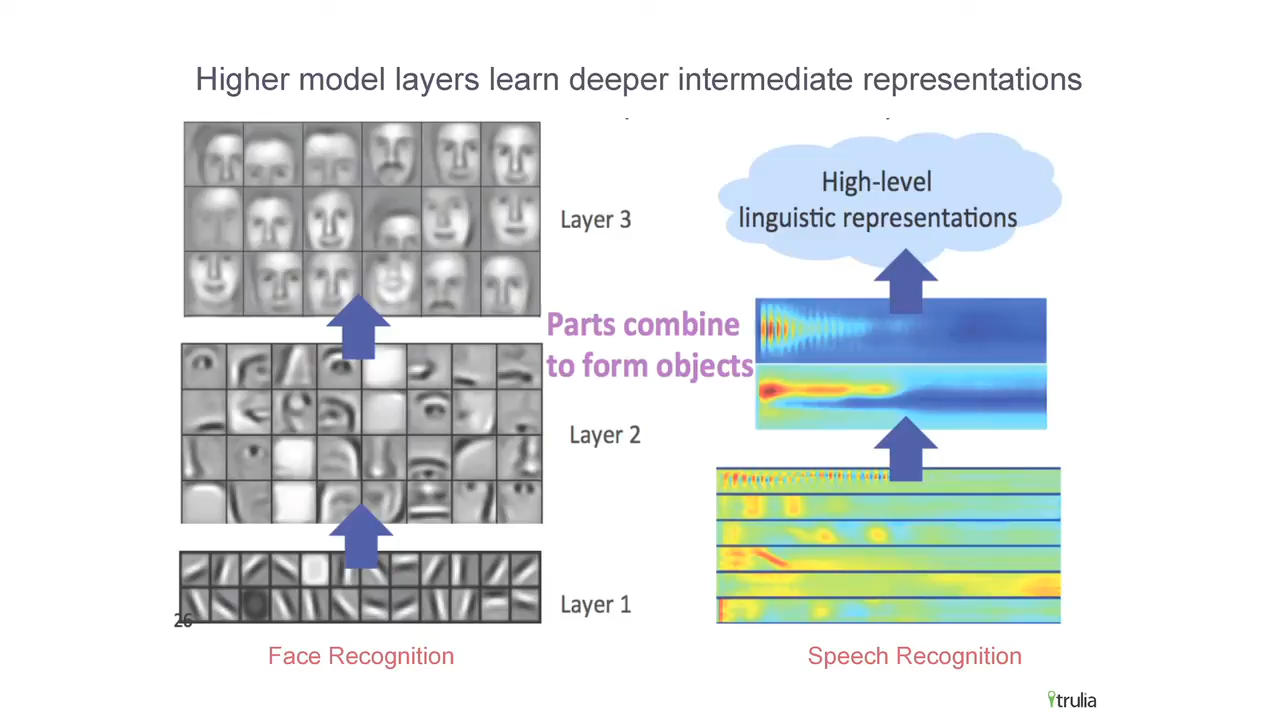 Higher model layers learn deeper intermediate representations
Layer 3
Parts combine
to form objects
Layer 2
Layer 1
26
Face Recognition
High-level
linguistic representations
Speech Recognition
trulia